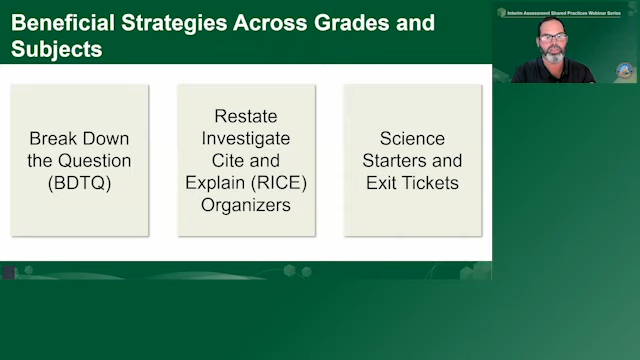 Beneficial Strategies Across Grades and
Subjects
Interim Assessment Shared Practices Webinar Series
Break Down
the Question
(BDTQ)
Restate
Investigate
Cite and
Explain (RICE)
Organizers
Science
Starters and
Exit Tickets